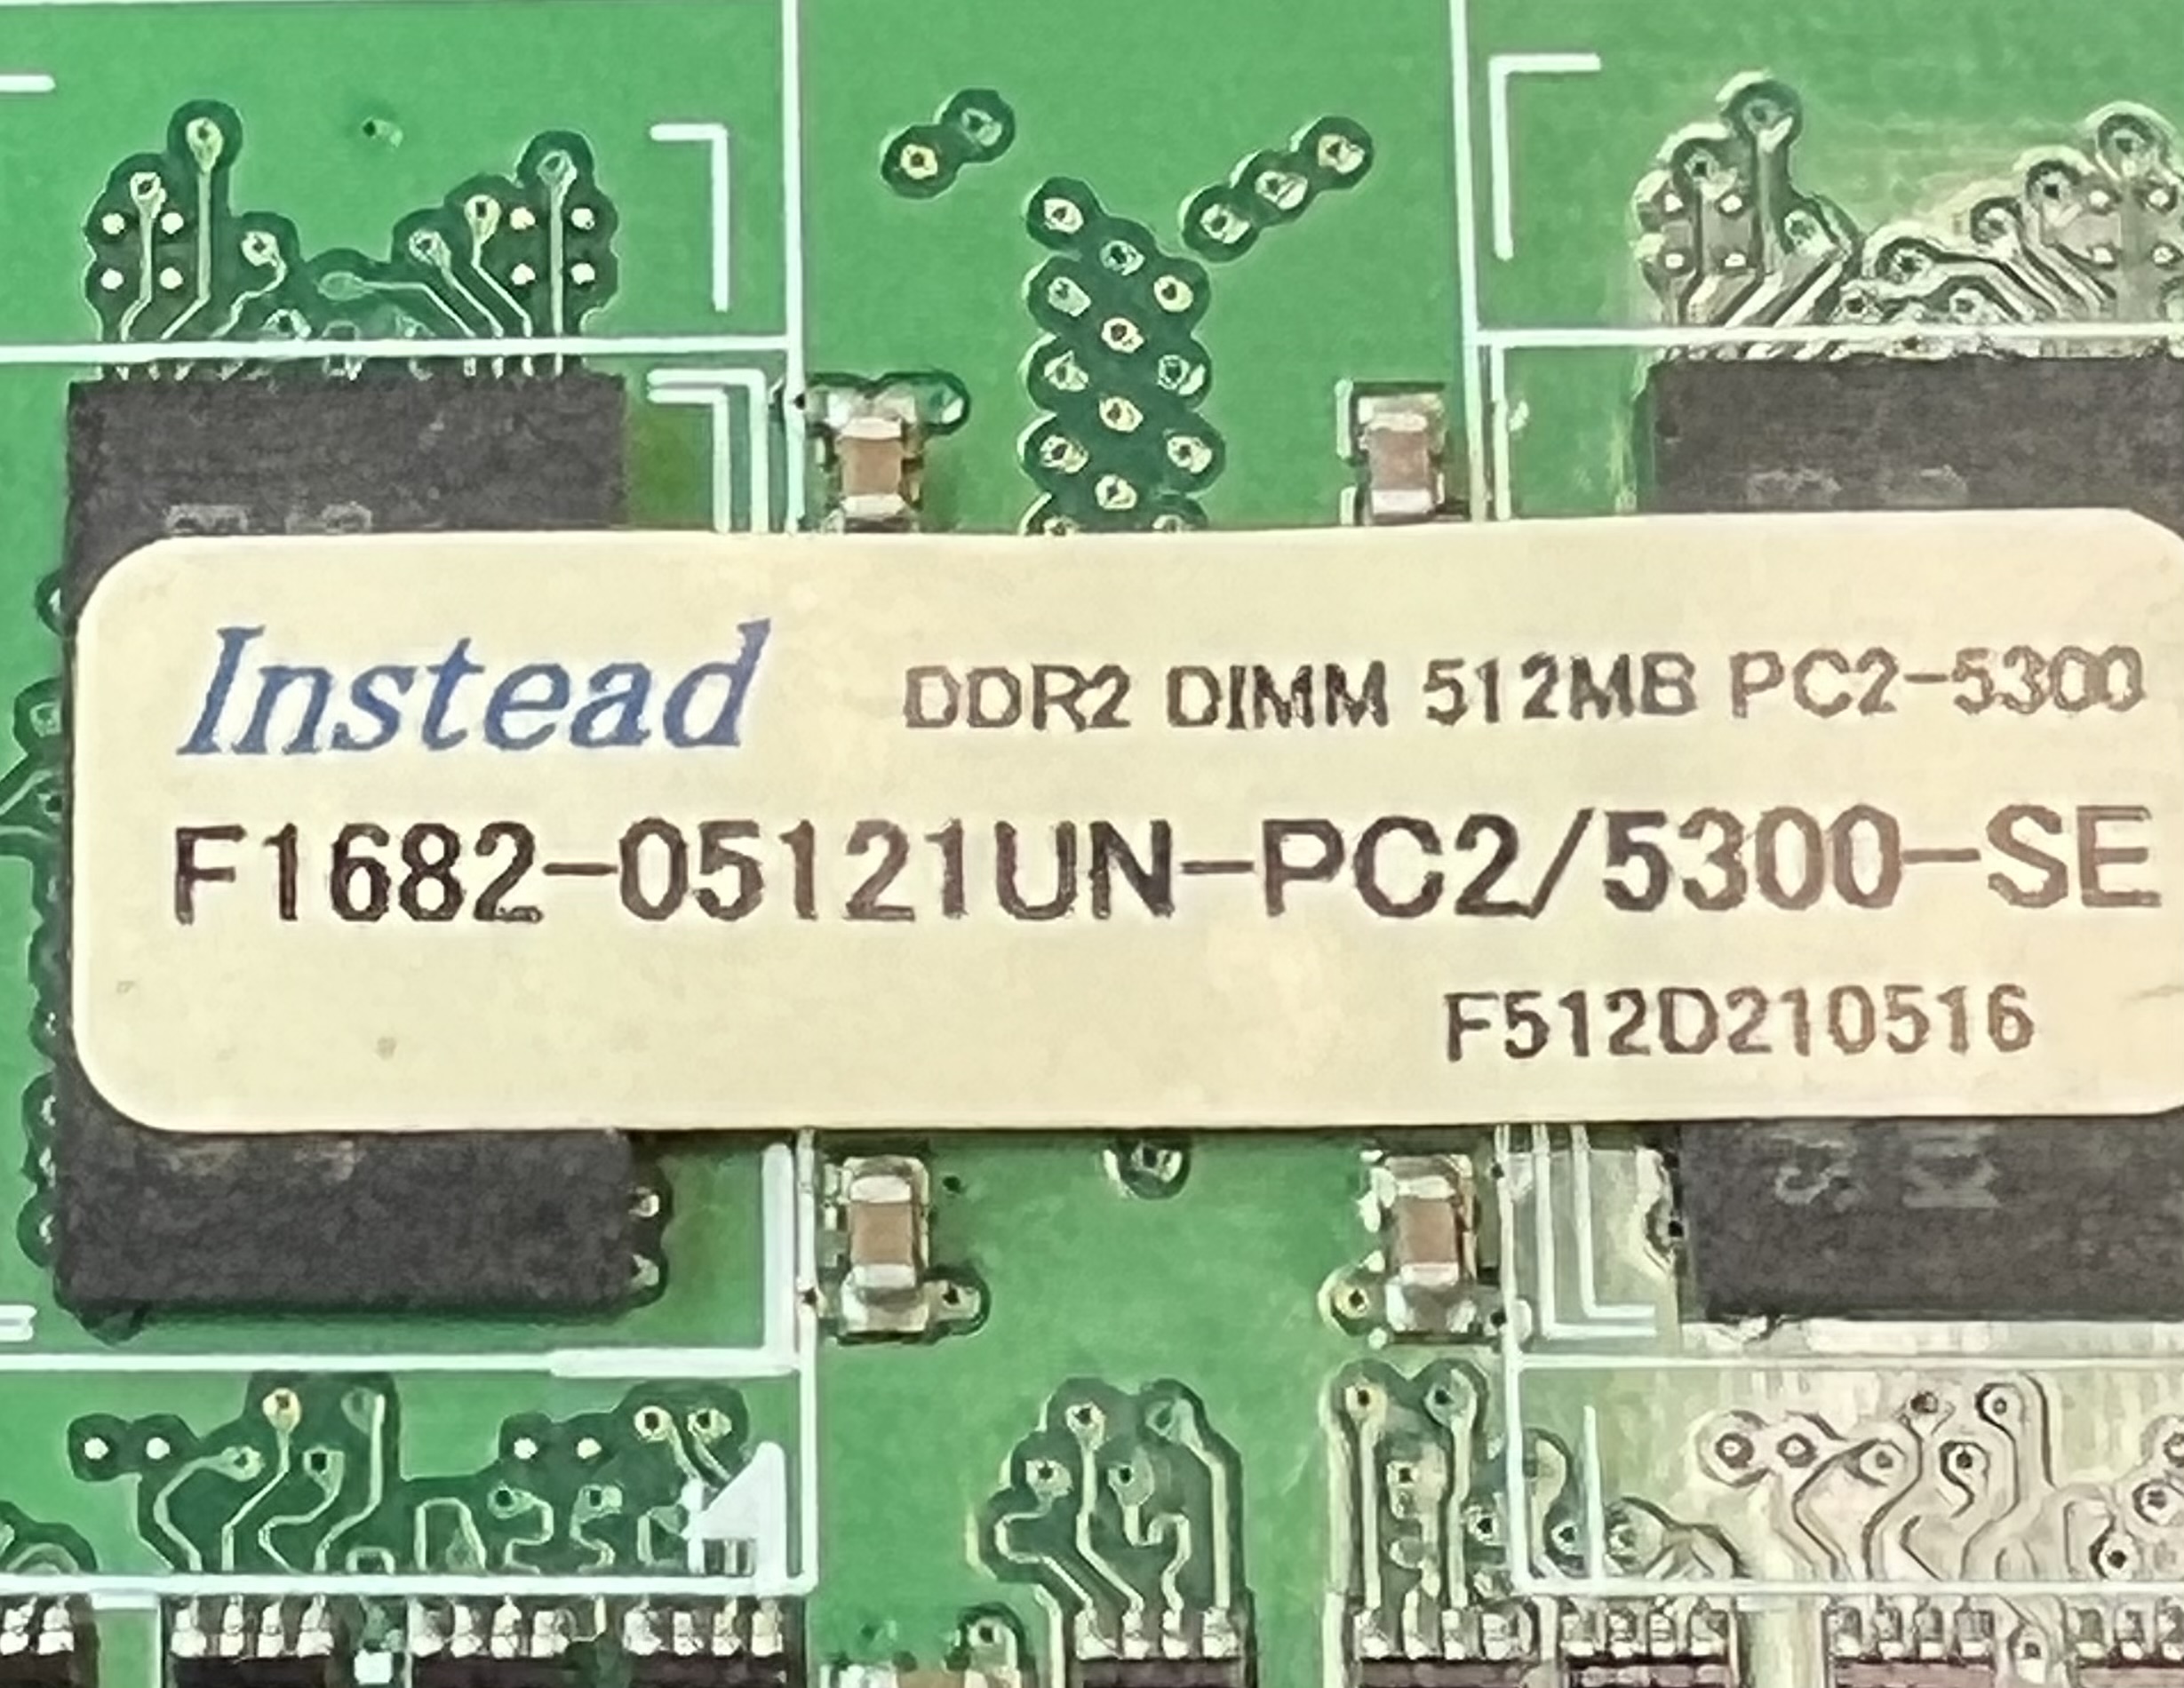 Instead DDR2 DIMM 512MB PC2-5300
F1682-05121UN-PC2/5300-SE
F512D210516